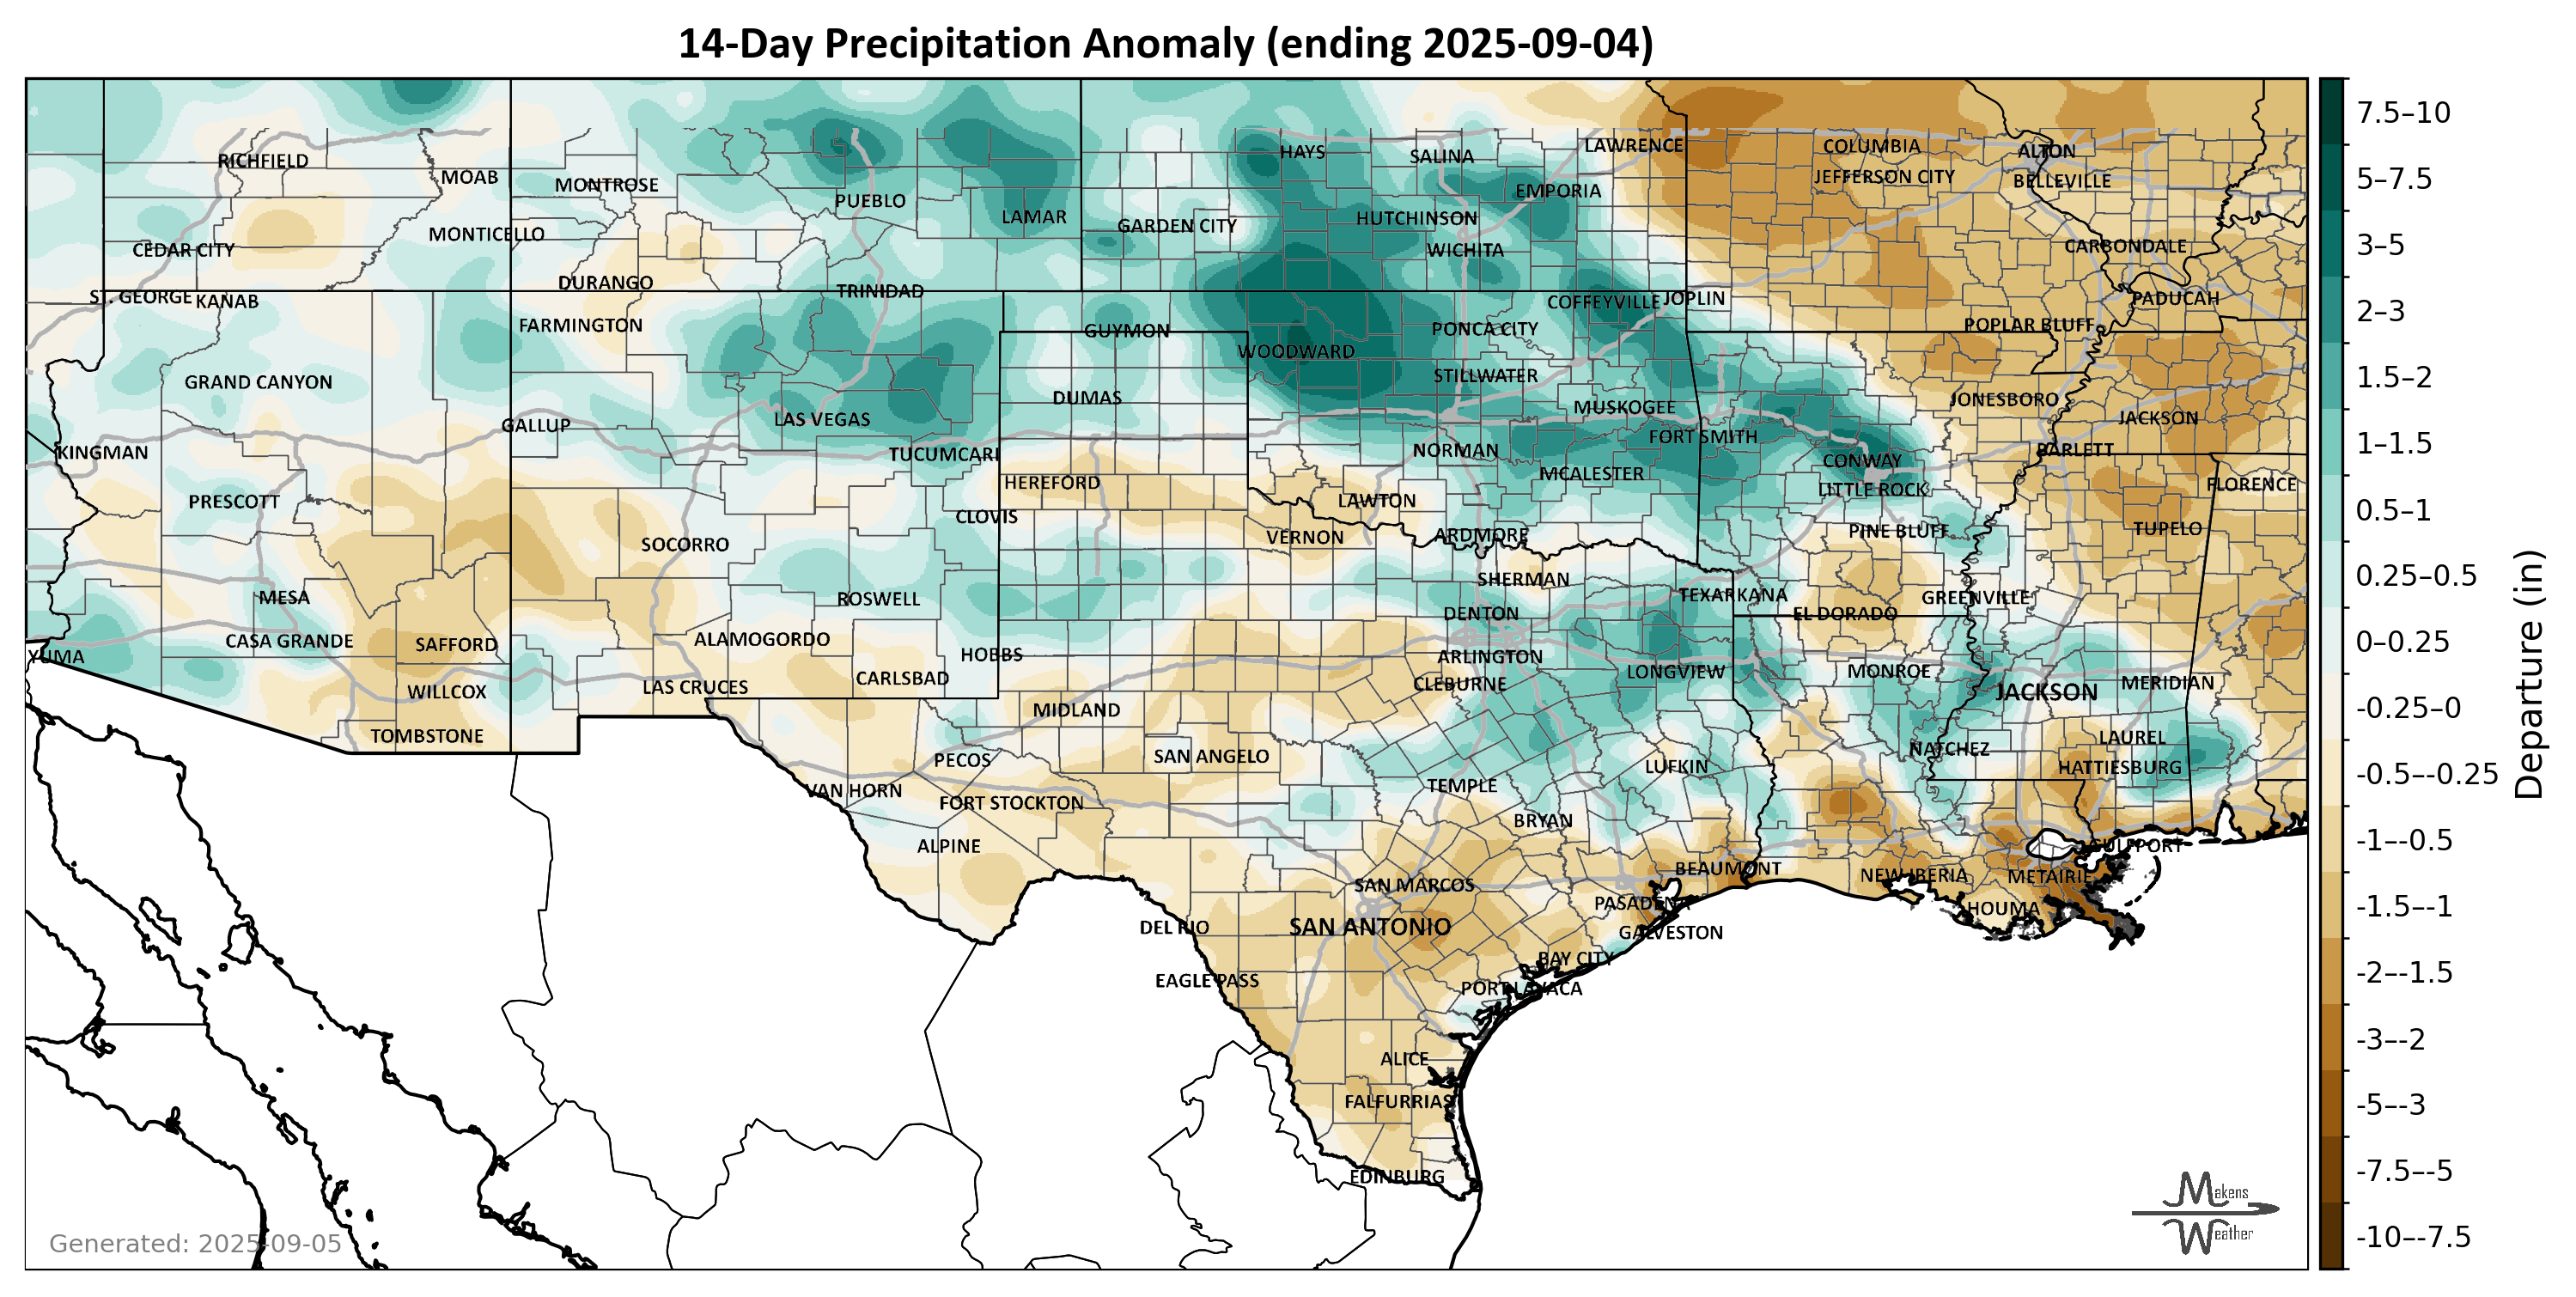 14-Day Precipitation Anomaly (ending 2025-09-04)
RICHFIELD
MOAB
MONTROSE
PUEBLO
LAMAR
HAYS
SALINA
LAWRENCE
COLUMBIA
ALTON
JEFFERSON CITY
BELLEVILLE
EMPORIA
GARDEN CITY
HUTCHINSON
WICHITA
CEDAR CITY
MONTICELLO
CARBONDALE
DURANGO
TRINIDAD
ST. GEORGE
KANAB
COFFEYVILLE
JOPLIN
PADUCAH
FARMINGTON
GUYMON
PONCA CITY
POPLAR BLUFF
WOODWARD
GRAND CANYON
STILLWATER
DUMAS
MUSKOGEE
JONESBORO
JACKSON
GALLUP
LAS VEGAS
KINGMAN
TUCUMCARI
NORMAN
FORT SMITH
BARLETT
CONWAY
MCALESTER
HEREFORD
LITTLE ROCK
FLORENCE
PRESCOTT
LAWTON
CLOVIS
PINE BLUFF
TUPELO
SOCORRO
VERNON
ARDMORE
SHERMAN
MESA
ROSWELL
TEXARKANA
GREENVILLE
DENTON
EL DORADO
CASA GRANDE
SAFFORD
ALAMOGORDO
YUMA
HOBBS
ARLINGTON
LONGVIEW
MONROE
CARLSBAD
CLEBURNE
MERIDIAN
WILLCOX
LAS CRUCES
JACKSON
MIDLAND
TOMBSTONE
LAUREL
NATCHEZ
PECOS
SAN ANGELO
LUFKIN
HATTIESBURG
VAN HORN
TEMPLE
FORT STOCKTON
BRYAN
ALPINE
GULFPORT
BEAUMONT
NEW IBERIA
METAIRIE
SAN MARCOS
PASADENA
HOUMA
DEL RIO
SAN ANTONIO
GALVESTON
BAY CITY
EAGLE PASS
PORT LAVACA
ALICE
FALFURRIAS
EDINBURG
7.5–10
5–7.5
3–5
2–3
1.5–2
1–1.5
0.5–1
0.25–0.5
0–0.25
-0.25–0
-0.5–-0.25
-1–-0.5
-1.5–-1
-2–-1.5
-3–-2
-5–-3
-7.5–-5
-10–-7.5
Departure (in)
Generated: 2025-09-05
Makens
Weather